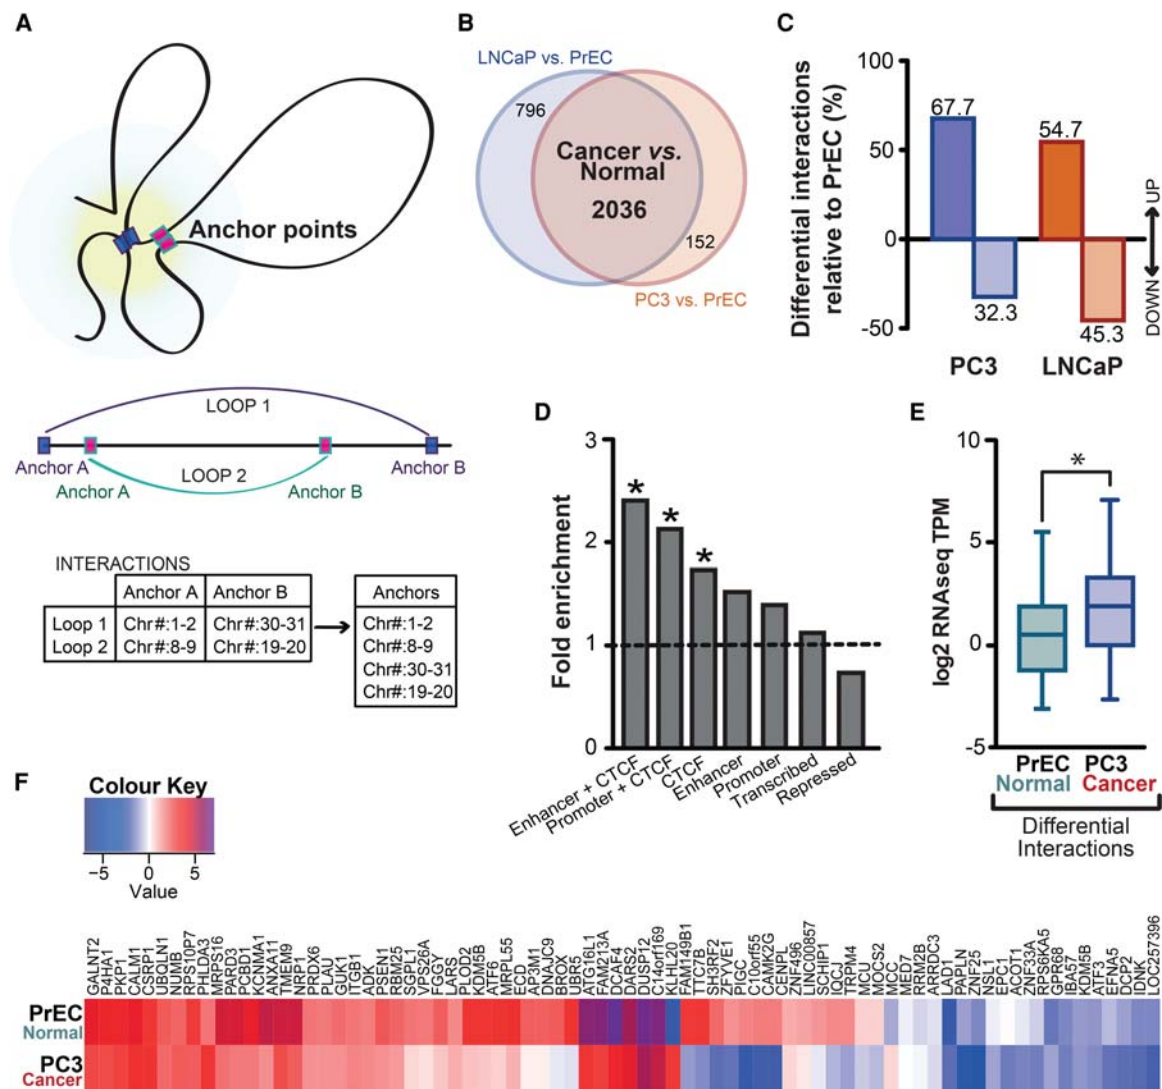 A
Anchor points
LOOP 1
Anchor A
Anchor B
LOOP 2
Anchor A
Anchor B
INTERACTIONS
Anchor A Anchor B
Loop 1 Chr#:1-2 Chr#:30-31
Loop 2 Chr#:8-9 Chr#:19-20
Anchors
Chr#:1-2
Chr#:8-9
Chr#:30-31
Chr#:19-20
B
LNCaP vs. PrEC
796
Cancer vs.
Normal
2036
152
PC3 vs. PrEC
C
Differential interactions
relative to PrEC (%)
100
50
0
-50
67.7
54.7
32.3
45.3
PC3 LNCaP
DOWN UP
D
Fold enrichment
3
2
1
0
* * *
Enhancer + CTCF
Promoter + CTCF
CTCF
Enhancer
Promoter
Transcribed
Repressed
E
log2 RNAseq TPM
10
5
0
-5
*
PrEC PC3
Normal Cancer
Differential
Interactions
F
Colour Key
−5 0 5
Value
GALNT2
P4HA1
PKP1
CALM1
CSRP1
UBQLN1
NUMB
RPS10P7
PHLDA3
MRPS16
PARD3
PCBD1
KCNMA1
ANXA11
TMEM9
NRP1
PRDX6
PLAU
GUK1
ITGB1
ADK
PSEN1
RBM25
SGPL1
VPS26A
FGGY
LARS
PLOD2
KDM5B
ATF6
MRPL55
ECD
AP3M1
DNAJC9
BROX
UBR5
ATG16L1
FAM213A
DCAF4
DARS2
DUSP12
C14orf169
KLHL20
FAM149B1
TTC7B
SH3RF2
ZFYVE1
PIGC
C10orf55
CAMK2G
CENPL
ZNF496
LINC00857
SCHIP1
IQCJ
TRPM4
MCU
MOCS2
MCC
MED7
RRM2B
ARRDC3
LAD1
PAPLN
ZNF25
NSL1
EPC1
ACOT1
ZNF33A
RPS6KA5
GPR68
IBA57
KDM5B
ATF3
EFNA5
DCP2
IDNK
LOC257396
PrEC
Normal
PC3
Cancer